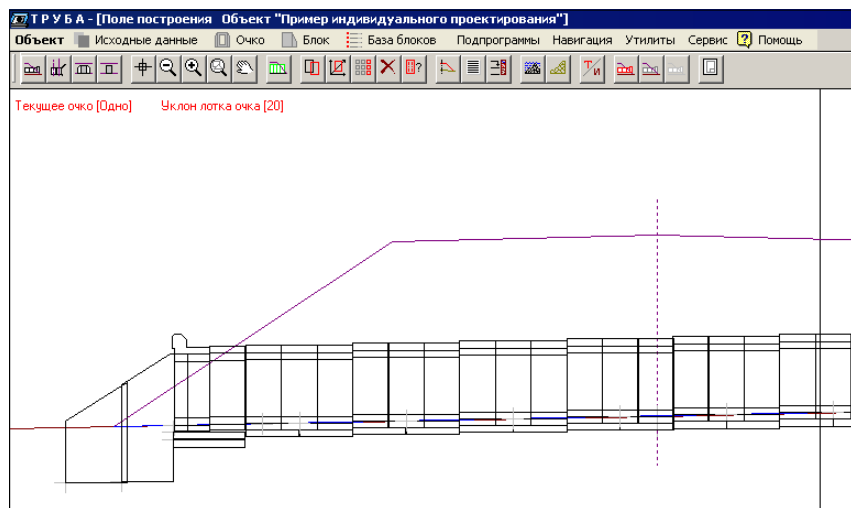 Т Р У Б А - [Поле построения Объект "Пример индивидуального проектирования"]
Объект Исходные данные Очко Блок База блоков Подпрограммы Навигация Утилиты Сервис Помощь
Т/И
Текущее очко [Одно] Уклон лотка очка [20]